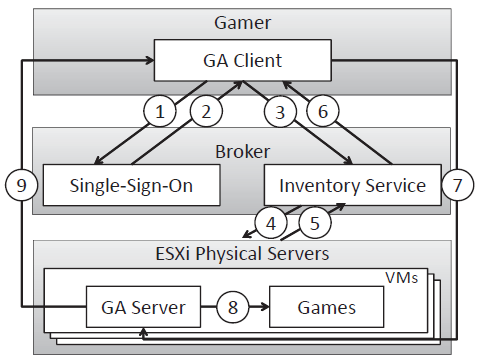 Gamer
GA Client
1
2
3
6
Broker
Single-Sign-On
Inventory Service
9
7
4
5
ESXi Physical Servers
VMs
GA Server
8
Games